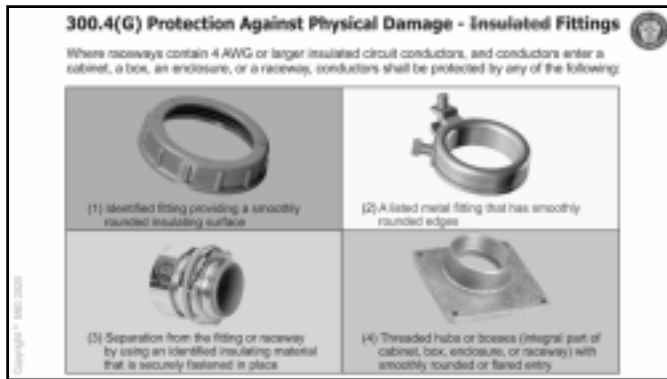 300.4(G) Protection Against Physical Damage - Insulated Fittings
Where raceways contain 4 AWG or larger insulated circuit conductors, and conductors enter a
cabinet, a box, an enclosure, or a raceway, conductors shall be protected by any of the following:
(1) Identified fitting providing a smoothly
rounded insulating surface
(2) A listed metal fitting that has smoothly
rounded edges
(3) Separation from the fitting or raceway
by using an identified insulating material
that is securely fastened in place
(4) Threaded hubs or bosses (integral part of
cabinet, box, enclosure, or raceway) with
smoothly rounded or flared entry
Copyright © 2020